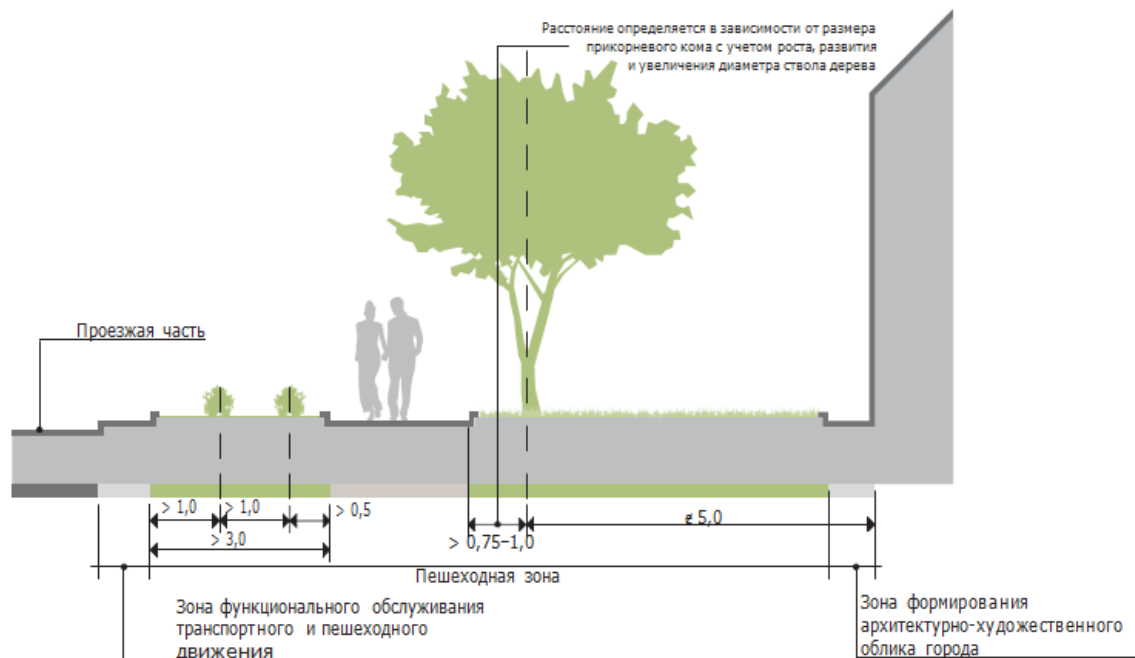 Расстояние определяется в зависимости от размера
прикорневого кома с учетом роста, развития
и увеличения диаметра ствола дерева
Проезжая часть
> 1,0
> 1,0
> 0,5
> 3,0
> 0,75–1,0
≮ 5,0
Пешеходная зона
Зона функционального обслуживания
транспортного и пешеходного
движения
Зона формирования
архитектурно-художественного
облика города